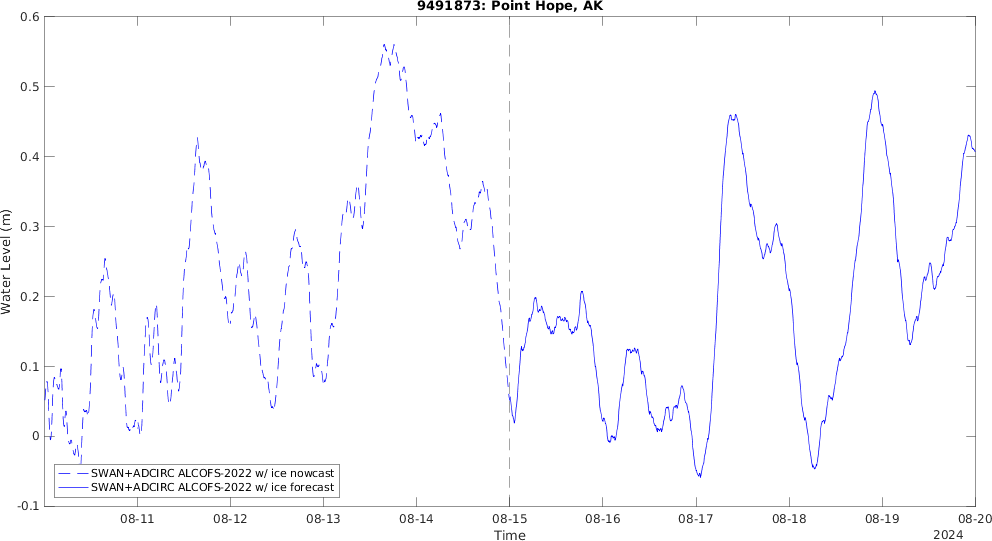 9491873: Point Hope, AK
0.6
0.5
0.4
0.3
0.2
0.1
0
-0.1
Water Level (m)
SWAN+ADCIRC ALCOFS-2022 w/ ice nowcast
SWAN+ADCIRC ALCOFS-2022 w/ ice forecast
08-11 08-12 08-13 08-14 08-15 08-16 08-17 08-18 08-19 08-20
Time
2024